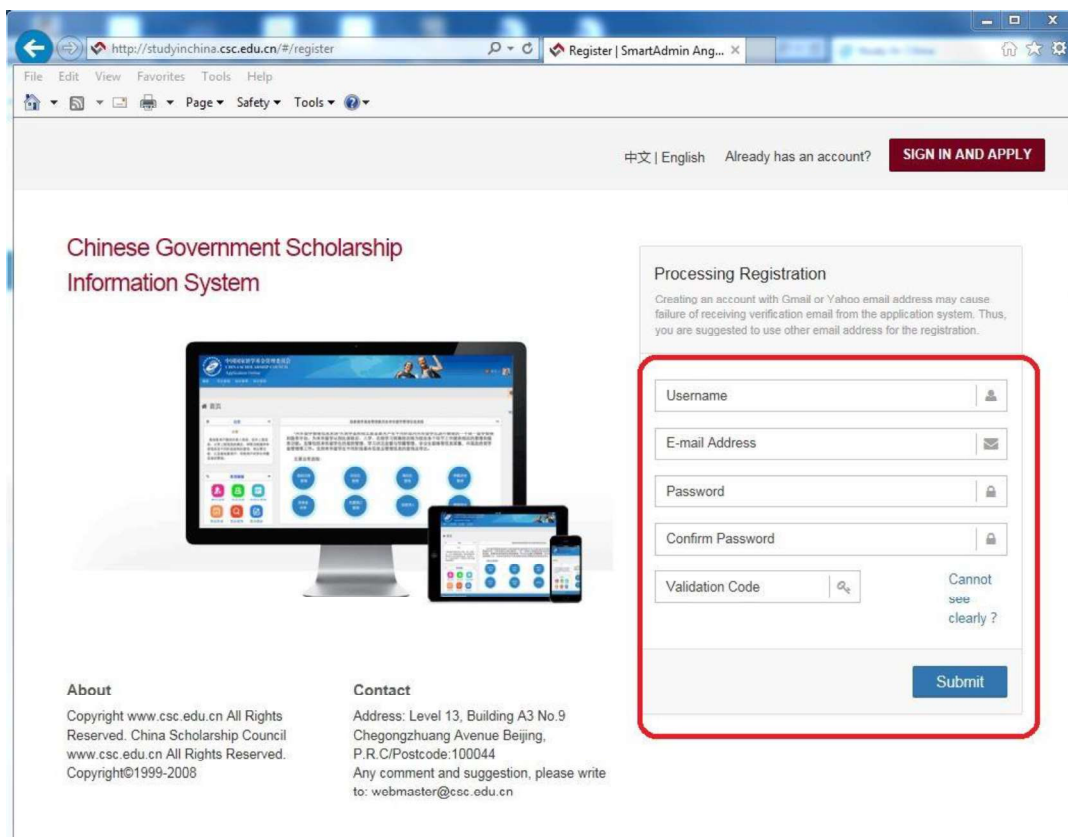 http://studyinchina.csc.edu.cn/#/register
Register | SmartAdmin Ang...
File Edit View Favorites Tools Help
Page Safety Tools
中文 | English Already has an account? SIGN IN AND APPLY
Chinese Government Scholarship
Information System
Processing Registration
Creating an account with Gmail or Yahoo email address may cause
failure of receiving verification email from the application system. Thus,
you are suggested to use other email address for the registration.
Username
E-mail Address
Password
Confirm Password
Validation Code
Cannot
see
clearly ?
Submit
About
Copyright www.csc.edu.cn All Rights
Reserved. China Scholarship Council
www.csc.edu.cn All Rights Reserved.
Copyright©1999-2008
Contact
Address: Level 13, Building A3 No.9
Chegongzhuang Avenue Beijing,
P.R.C/Postcode:100044
Any comment and suggestion, please write
to: webmaster@csc.edu.cn